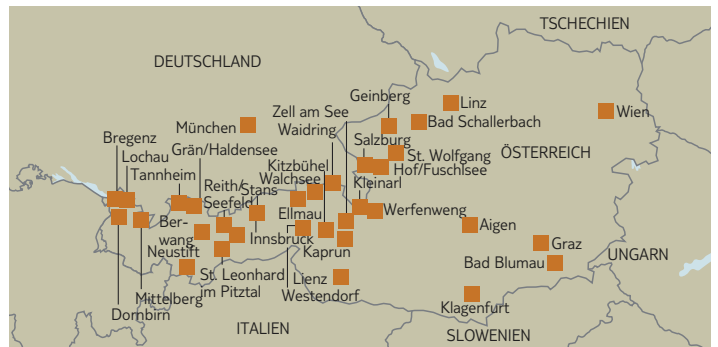 TSCHECHIEN
DEUTSCHLAND
Geinberg
Linz
Zell am See
Wien
München
Waidring
Bad Schallerbach
Bregenz
Salzburg
Lochau
Grän/Haldensee
St. Wolfgang
ÖSTERREICH
Tannheim
Kitzbühel
Hof/Fuschlsee
Walchsee
Kleinarl
Reith/
Seefeld
Stans
Werfenweng
Ellmau
Aigen
Ber-
wang
Innsbruck
Graz
Neustift
Kaprun
UNGARN
Bad Blumau
St. Leonhard
im Pitztal
Lienz
Mittelberg
Westendorf
Dornbirn
Klagenfurt
ITALIEN
SLOWENIEN